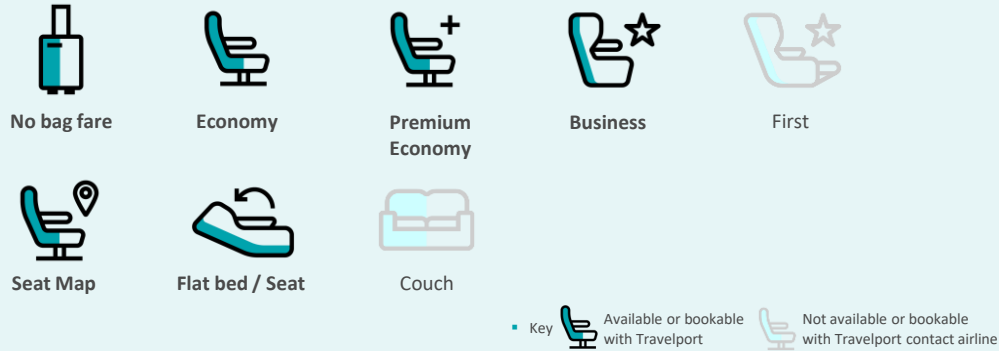 No bag fare
Economy
Premium
Economy
Business
First
Seat Map
Flat bed / Seat
Couch
▪ Key
Available or bookable
with Travelport
Not available or bookable
with Travelport contact airline